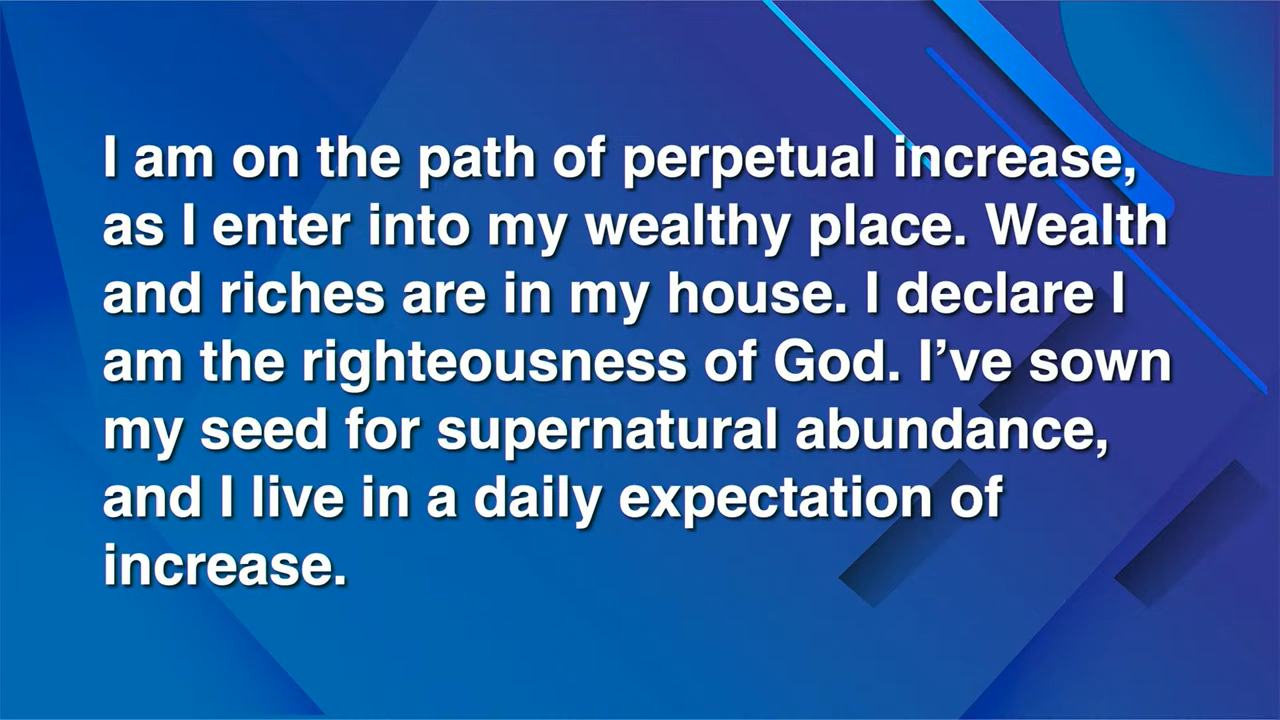 I am on the path of perpetual increase,
as I enter into my wealthy place. Wealth
and riches are in my house. I declare I
am the righteousness of God. I’ve sown
my seed for supernatural abundance,
and I live in a daily expectation of
increase.